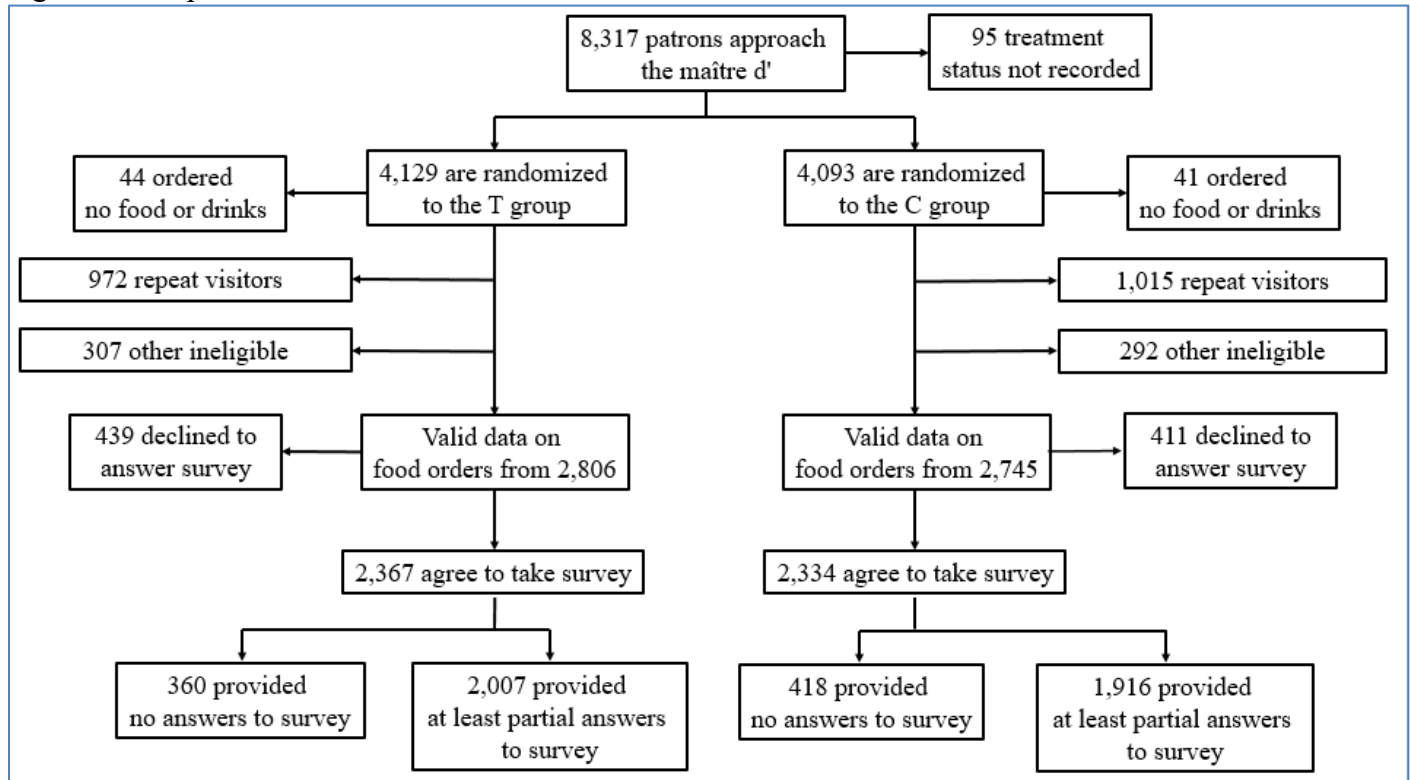 8,317 patrons approach
the maître d'
95 treatment
status not recorded
44 ordered
no food or drinks
4,129 are randomized
to the T group
4,093 are randomized
to the C group
41 ordered
no food or drinks
972 repeat visitors
1,015 repeat visitors
307 other ineligible
292 other ineligible
439 declined to
answer survey
Valid data on
food orders from 2,806
Valid data on
food orders from 2,745
411 declined to
answer survey
2,367 agree to take survey
2,334 agree to take survey
360 provided
no answers to survey
2,007 provided
at least partial answers
to survey
418 provided
no answers to survey
1,916 provided
at least partial answers
to survey